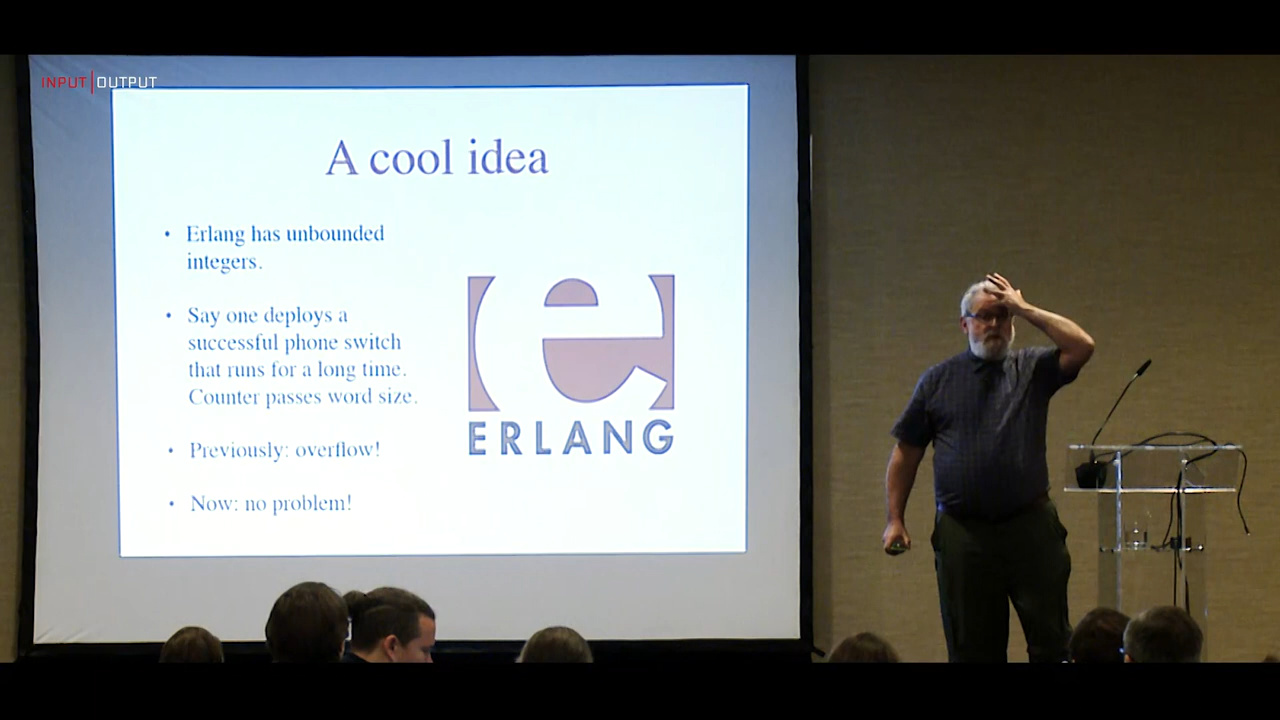 INPUT|OUTPUT
A cool idea
• Erlang has unbounded
integers.
• Say one deploys a
successful phone switch
that runs for a long time.
Counter passes word size.
• Previously: overflow!
• Now: no problem!
e
ERLANG